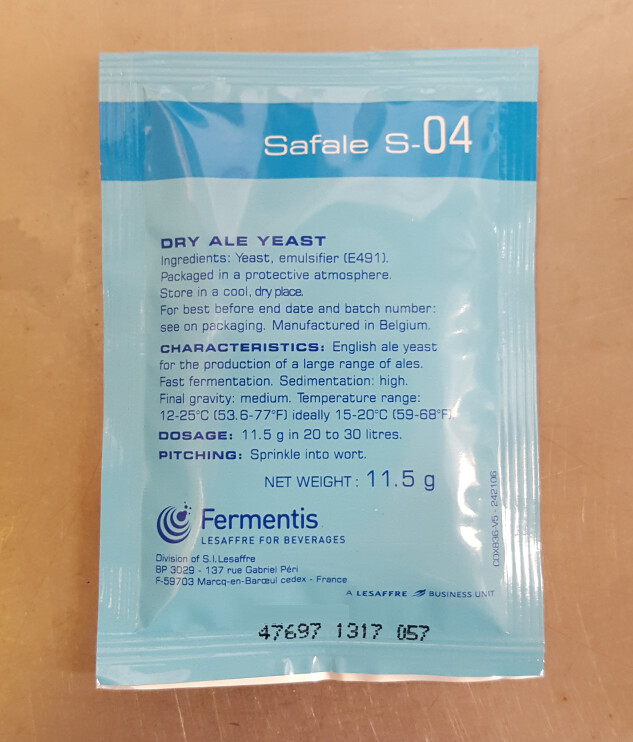 Safale S-04
DRY ALE YEAST
Ingredients: Yeast, emulsifier (E491).
Packaged in a protective atmosphere.
Store in a cool, dry place.
For best before end date and batch number:
see on packaging. Manufactured in Belgium.
CHARACTERISTICS: English ale yeast
for the production of a large range of ales.
Fast fermentation. Sedimentation: high.
Final gravity: medium. Temperature range:
12-25°C (53.6-77°F) ideally 15-20°C (59-68°F).
DOSAGE: 11.5 g in 20 to 30 litres.
PITCHING: Sprinkle into wort.
NET WEIGHT : 11.5 g
Fermentis
LESAFFRE FOR BEVERAGES
Division of S.I.Lesaffre
BP 3029 - 137 rue Gabriel Péri
F-59703 Marcq-en-Barœul cedex - France
A LESAFFRE BUSINESS UNIT
47697 1317 057